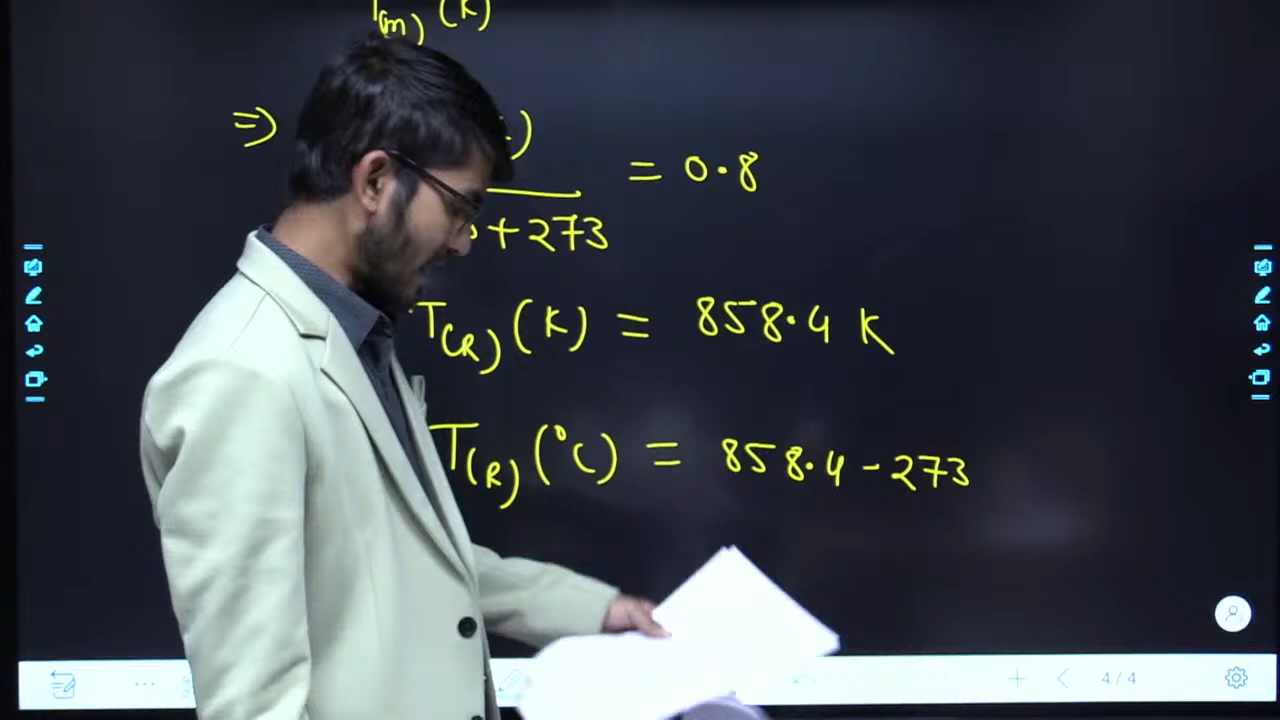 T(m) (K)
⇒ )
+273 = 0.8
T(R) (K) = 858.4 K
T(R) (°C) = 858.4 - 273
4/4